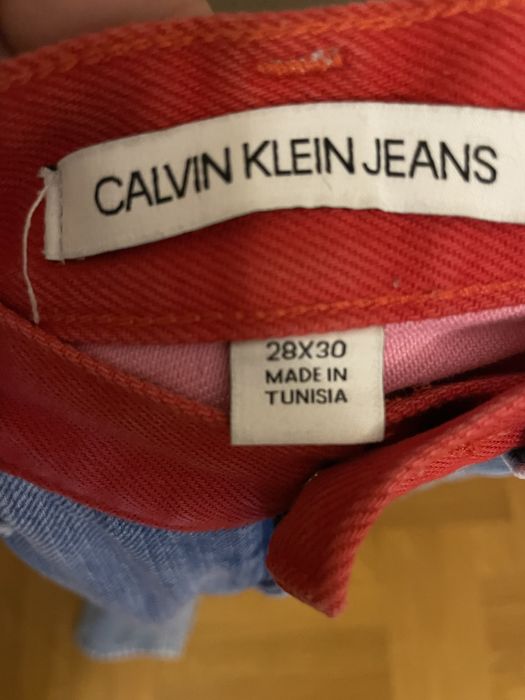 CALVIN KLEIN JEANS
28X30
MADE IN
TUNISIA